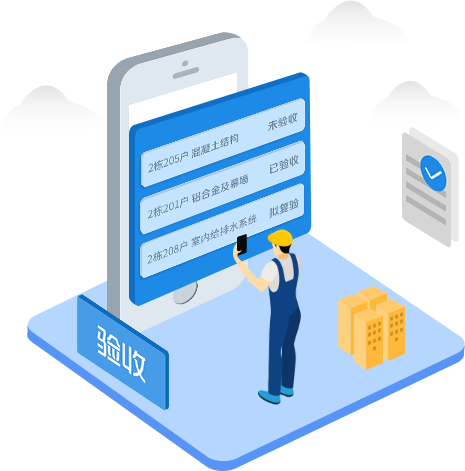 2栋205户 混凝土结构 未验收
2栋201户 铝合金及幕墙 已验收
2栋208户 室内给排水系统 拟复验
验收